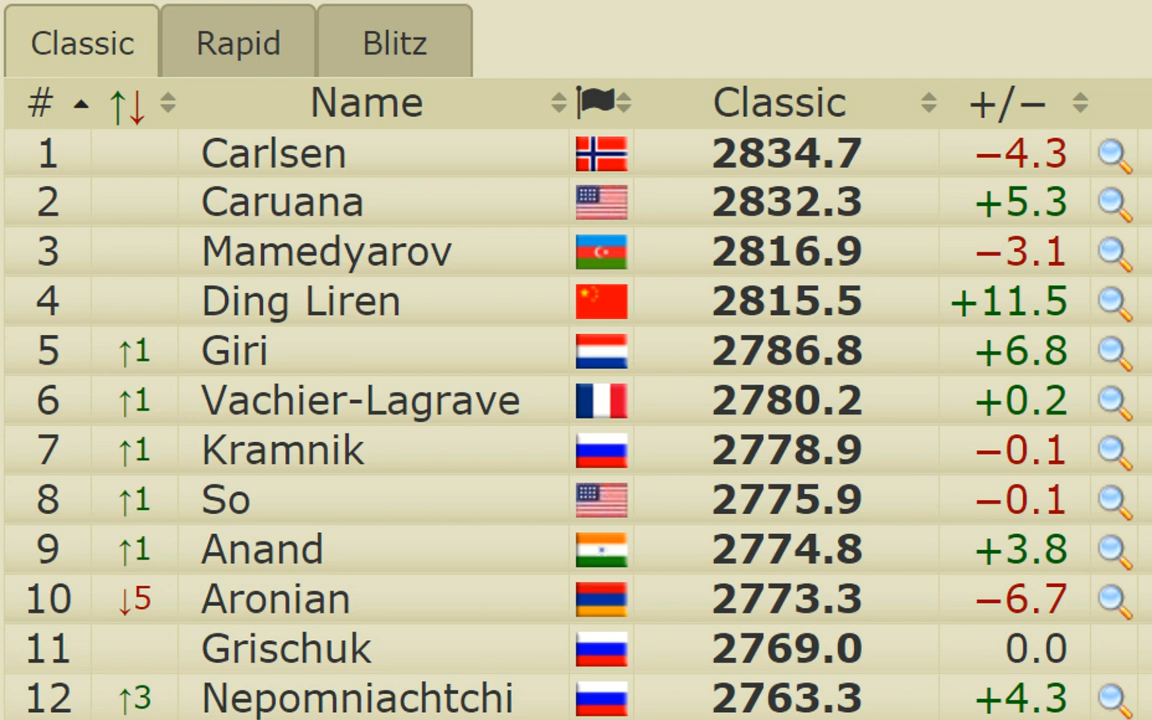 Classic Rapid Blitz
# ↑↓ Name Classic +/−
1 Carlsen 2834.7 −4.3
2 Caruana 2832.3 +5.3
3 Mamedyarov 2816.9 −3.1
4 Ding Liren 2815.5 +11.5
5 ↑1 Giri 2786.8 +6.8
6 ↑1 Vachier-Lagrave 2780.2 +0.2
7 ↑1 Kramnik 2778.9 −0.1
8 ↑1 So 2775.9 −0.1
9 ↑1 Anand 2774.8 +3.8
10 ↓5 Aronian 2773.3 −6.7
11 Grischuk 2769.0 0.0
12 ↑3 Nepomniachtchi 2763.3 +4.3